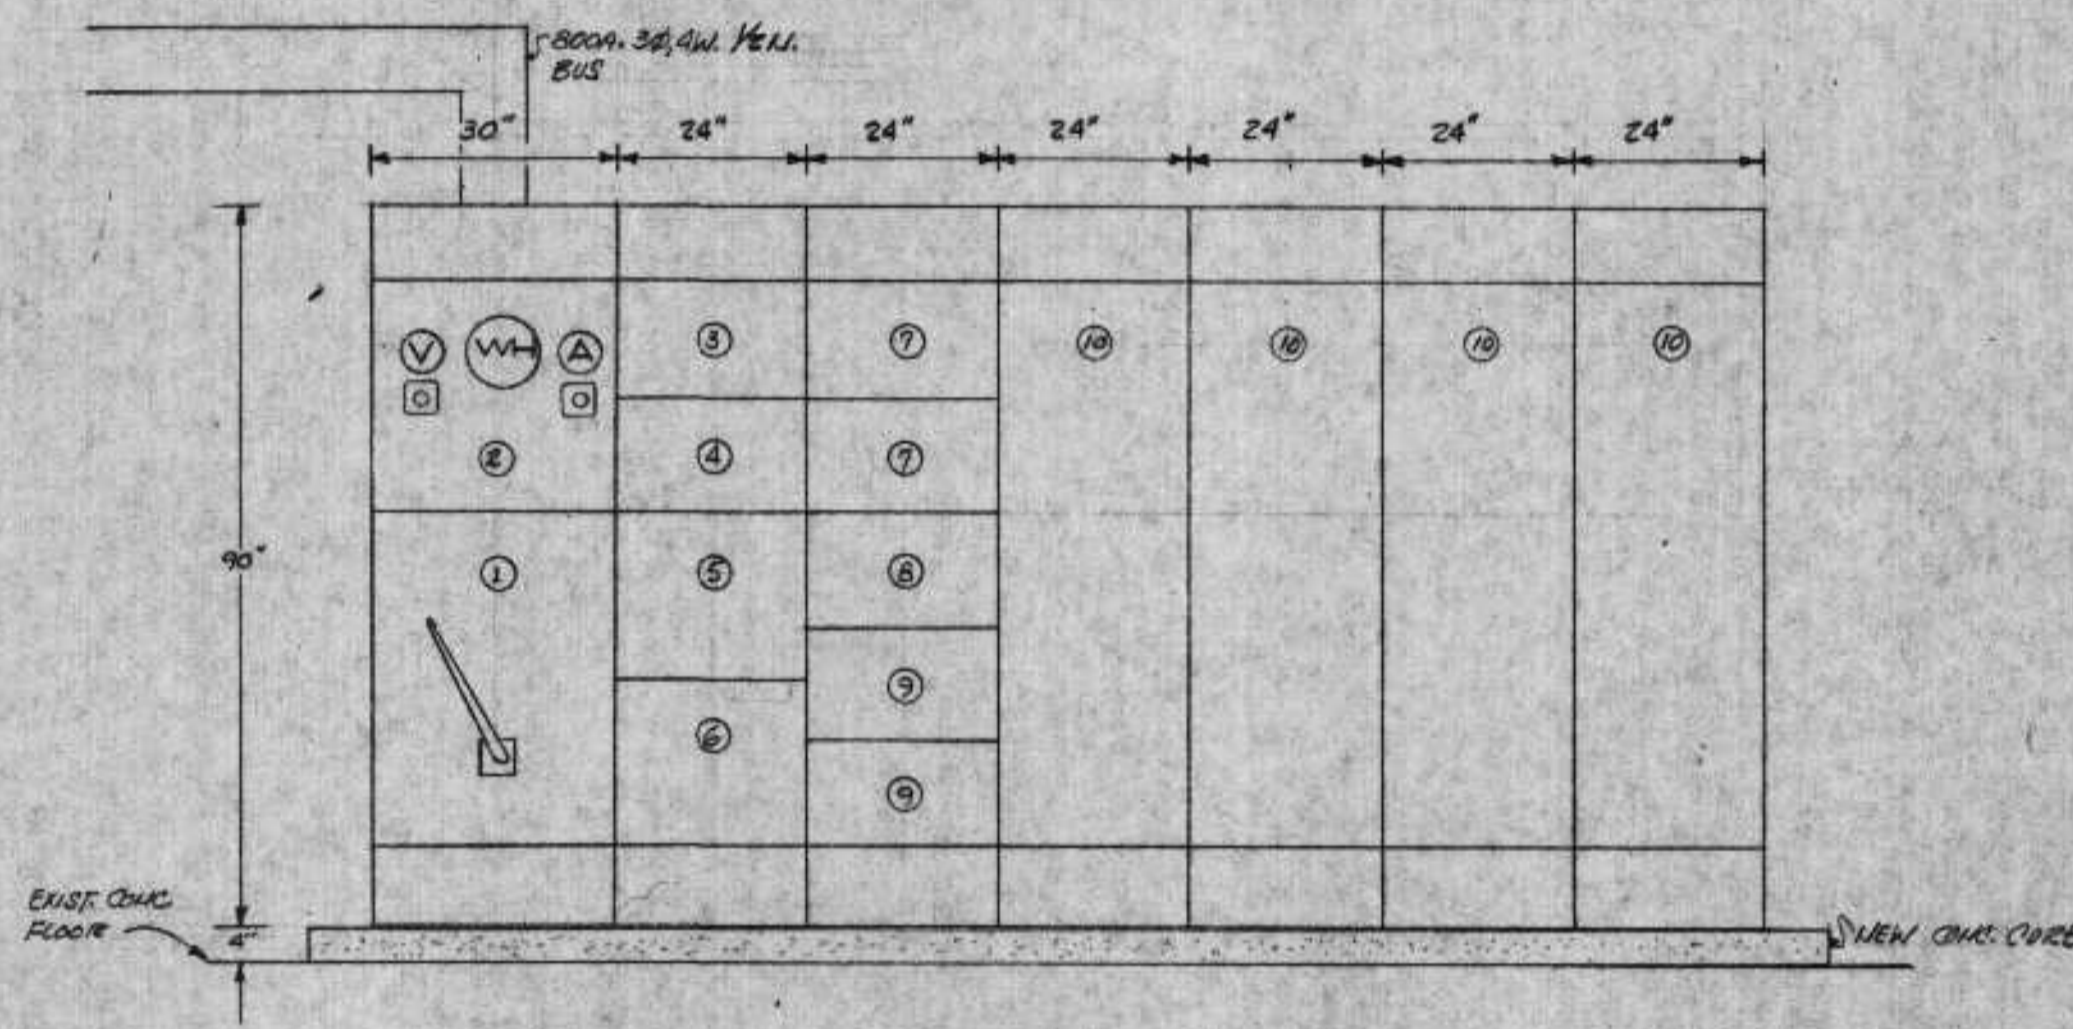 800A. 3Ø, 4W. VEN.
BUS
30" 24" 24" 24" 24" 24" 24"
90"
V WH A
3 7 10 10 10 10
2 4 7
1 5 8
9
6
9
EXIST. CONC
FLOOR
4"
NEW CONC. CURB